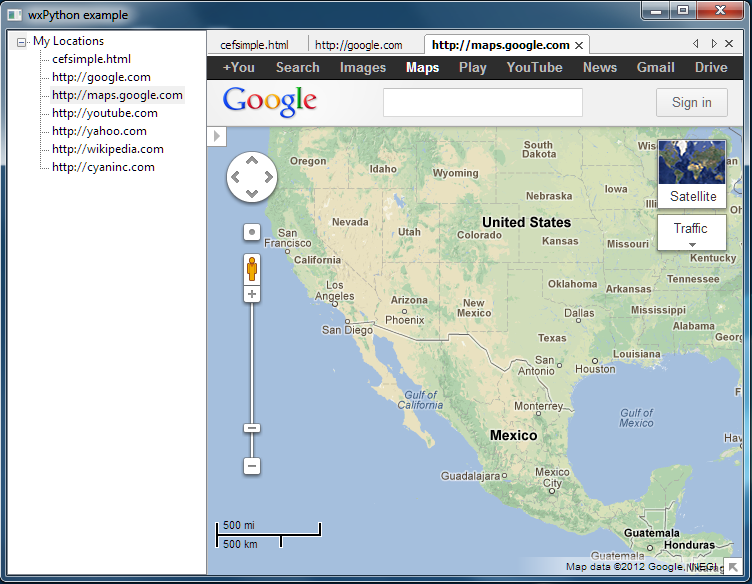 wxPython example
My Locations
cefsimple.html
http://google.com
http://maps.google.com
http://youtube.com
http://yahoo.com
http://wikipedia.com
http://cyaninc.com
cefsimple.html http://google.com http://maps.google.com
+You Search Images Maps Play YouTube News Gmail Drive
Google Sign in
Oregon
Idaho
Wyoming
South
Dakota
Wis
Satellite
Nebraska
Iowa
Illi
Nevada
Utah
United States
Colorado
Kansas
Missouri
Traffic
Kentucky
San
Francisco
California
Los
Angeles
Arizona
Phoenix
New
Mexico
Oklahoma
Arkansas
Tennessee
San Diego
Dallas
Mississippi
Alabama
Georg
Texas
San
Antonio
Houston
Louisiana
F
Gulf of
California
Monterrey
Gulf of
Mexico
Mexico
Hav
Guadalajara
Mexico
City
500 mi
500 km
Guatemala
Honduras
Guatemala
Map data ©2012 Google, INEGI